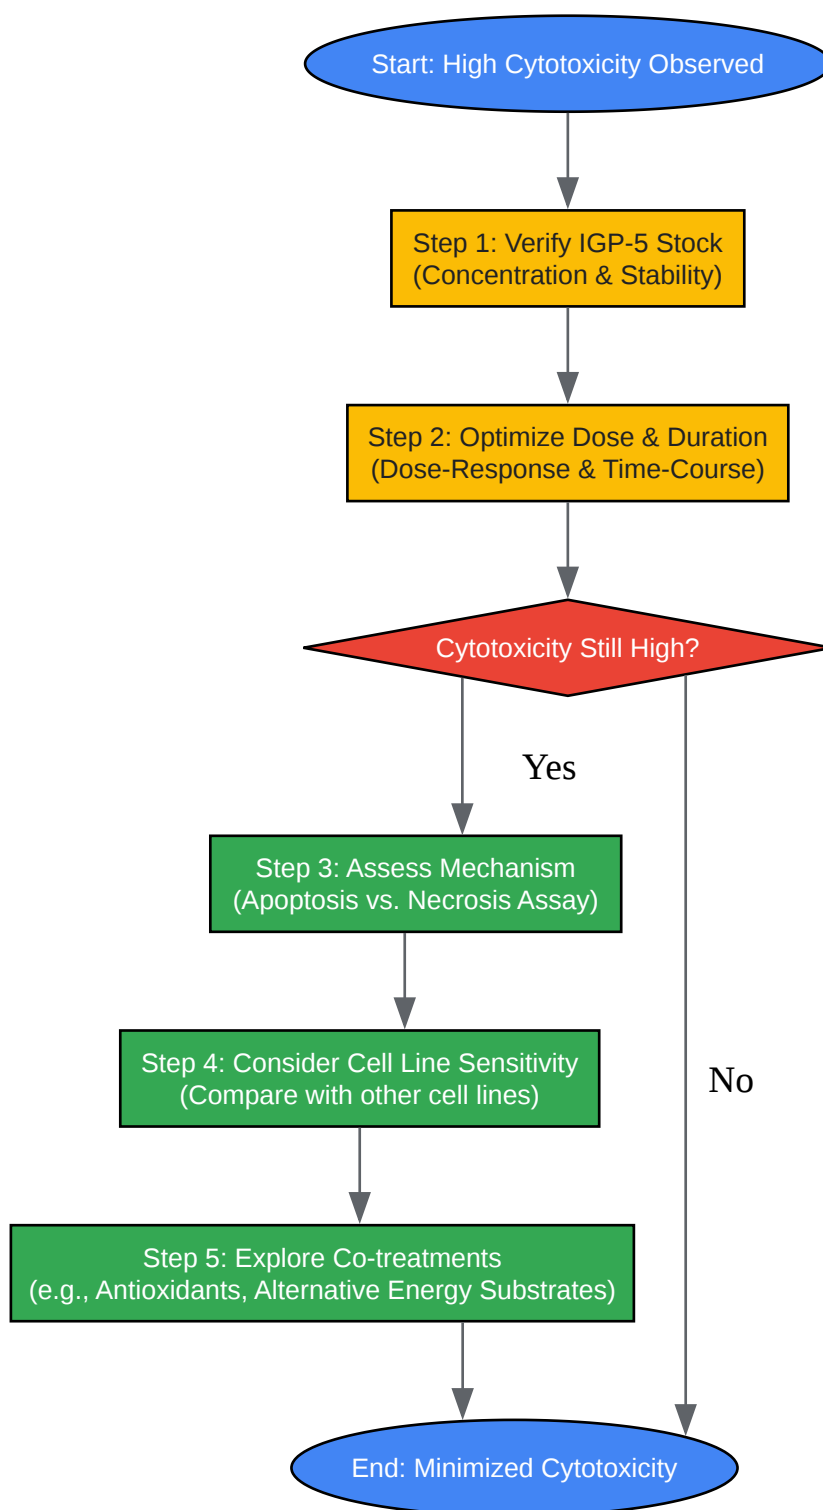 Start: High Cytotoxicity Observed
Step 1: Verify IGP-5 Stock
(Concentration & Stability)
Step 2: Optimize Dose & Duration
(Dose-Response & Time-Course)
Cytotoxicity Still High?
Yes
Step 3: Assess Mechanism
(Apoptosis vs. Necrosis Assay)
Step 4: Consider Cell Line Sensitivity
(Compare with other cell lines)
No
Step 5: Explore Co-treatments
(e.g., Antioxidants, Alternative Energy Substrates)
End: Minimized Cytotoxicity